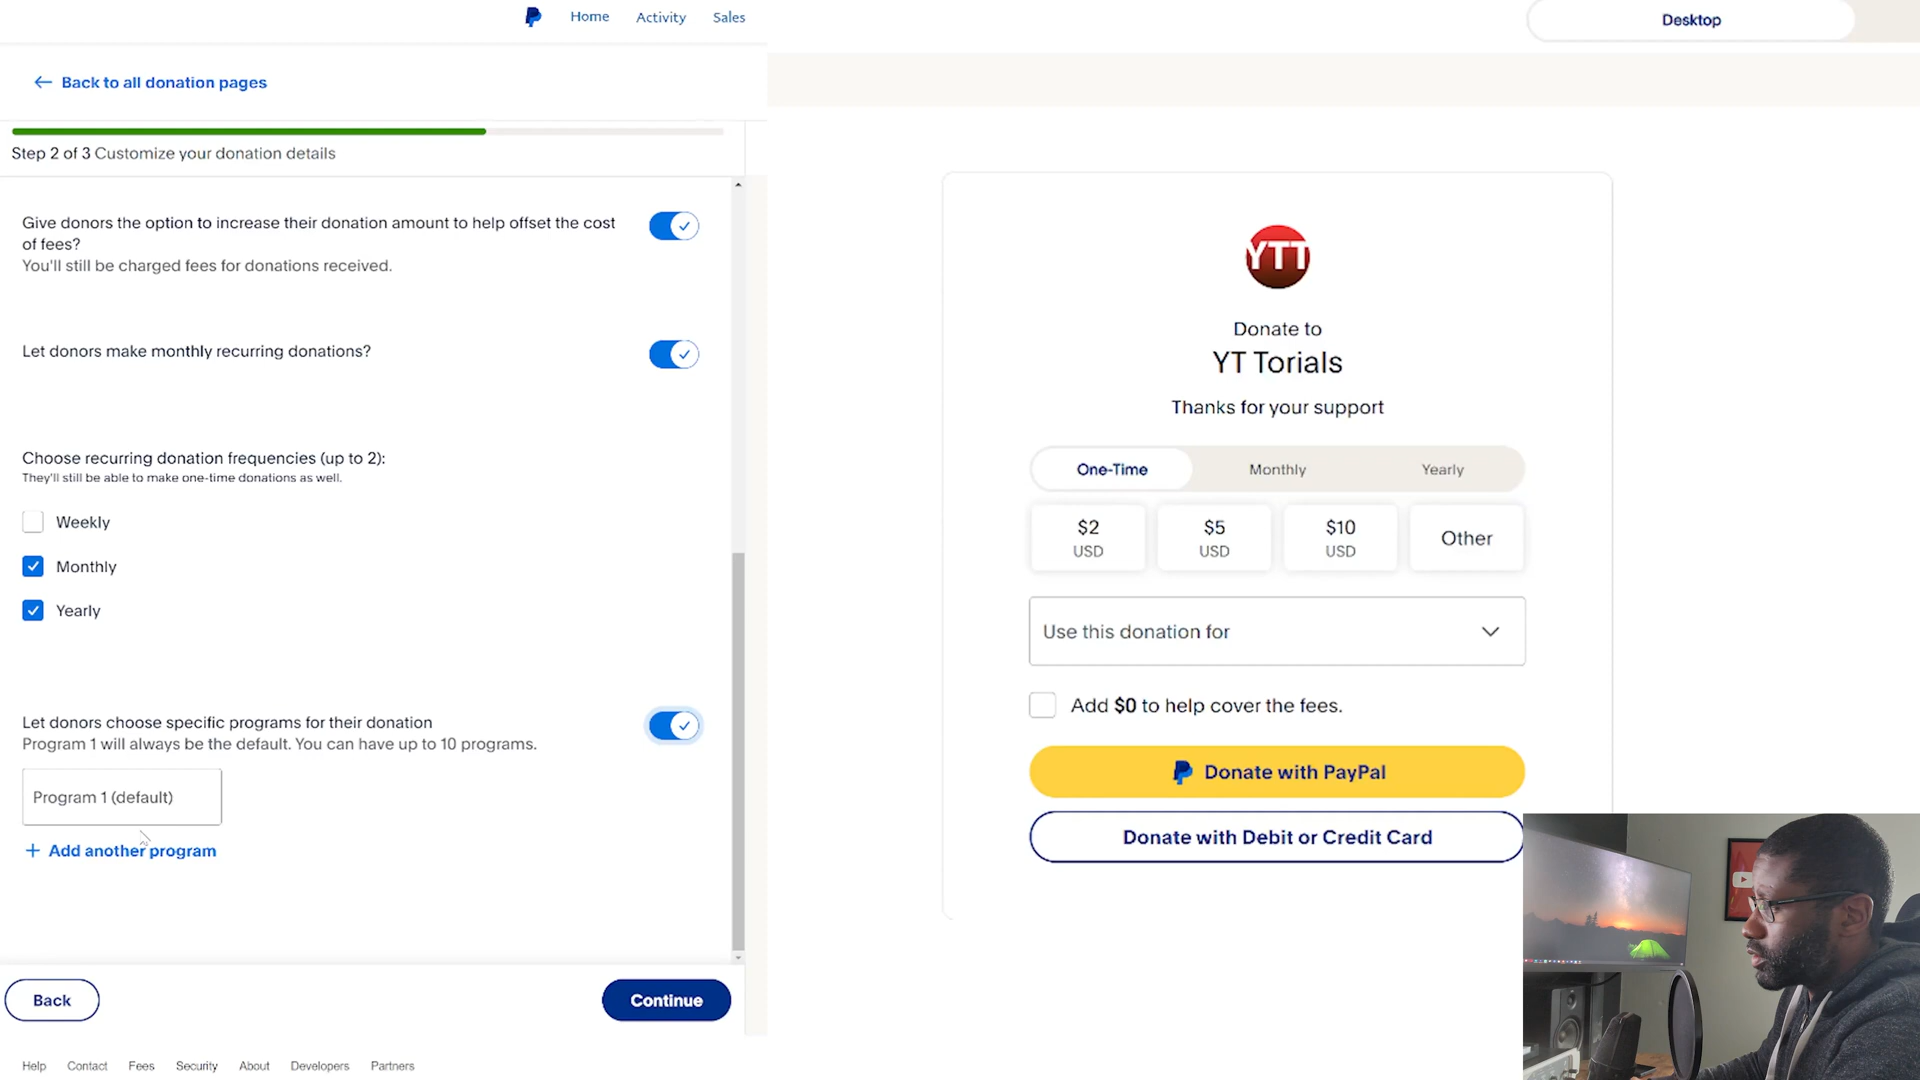 Home
Activity
Sales
Back to all donation pages
Step 2 of 3 Customize your donation details
Give donors the option to increase their donation amount to help offset the cost
of fees?
You'll still be charged fees for donations received.
Let donors make monthly recurring donations?
Choose recurring donation frequencies (up to 2):
They'll still be able to make one-time donations as well.
Weekly
Monthly
Yearly
Let donors choose specific programs for their donation
Program 1 will always be the default. You can have up to 10 programs.
Program 1 (default)
+ Add another program
Back
Continue
Help
Contact
Fees
Security
About
Developers
Partners
Desktop
YTT
Donate to
YT Torials
Thanks for your support
One-Time
Monthly
Yearly
$2
USD
$5
USD
$10
USD
Other
Use this donation for
Add $0 to help cover the fees.
Donate with PayPal
Donate with Debit or Credit Card